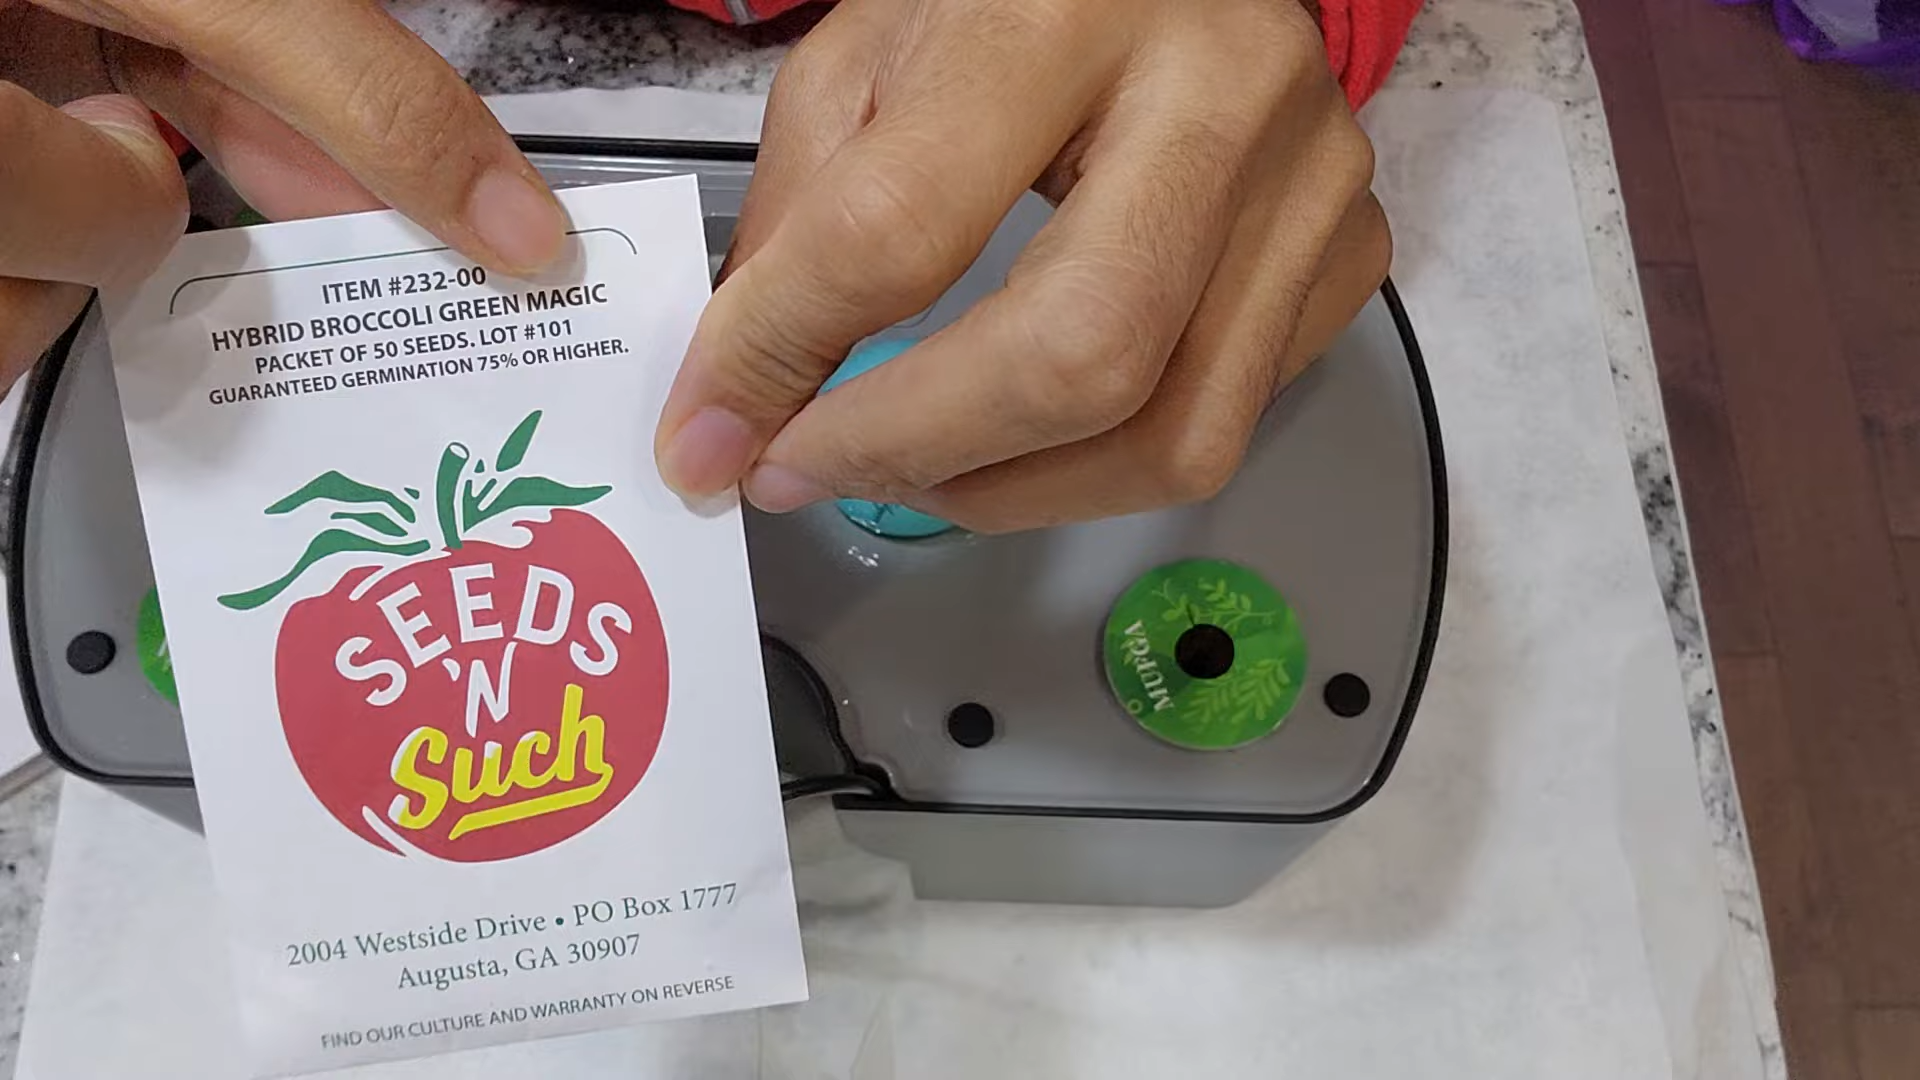 ITEM #232-00
HYBRID BROCCOLI GREEN MAGIC
PACKET OF 50 SEEDS. LOT #101
GUARANTEED GERMINATION 75% OR HIGHER.
SEEDS
'N
Such
2004 Westside Drive • PO Box 1777
Augusta, GA 30907
FIND OUR CULTURE AND WARRANTY ON REVERSE
MUFGA